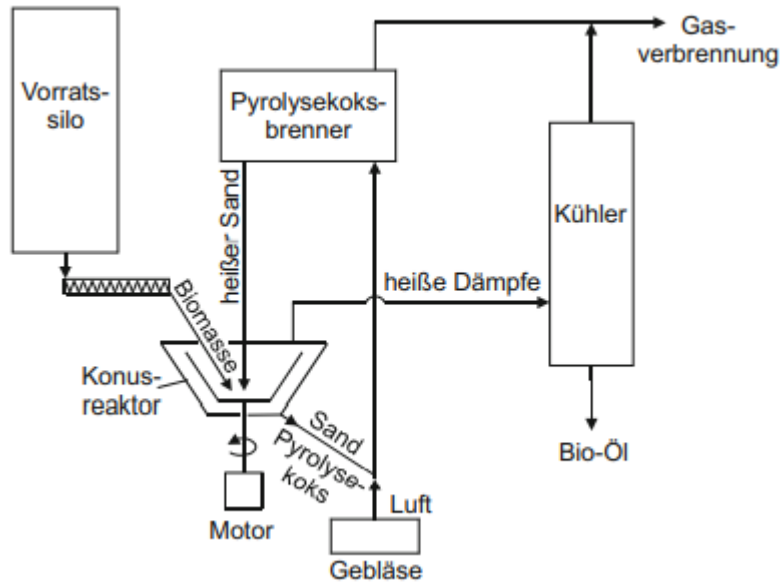 Vorrats-
silo
Pyrolysekoks-
brenner
Gas-
verbrennung
Kühler
heißer Sand
heiße Dämpfe
Biomasse
Konus-
reaktor
Sand
Pyrolyse-
koks
Motor
Luft
Gebläse
Bio-Öl